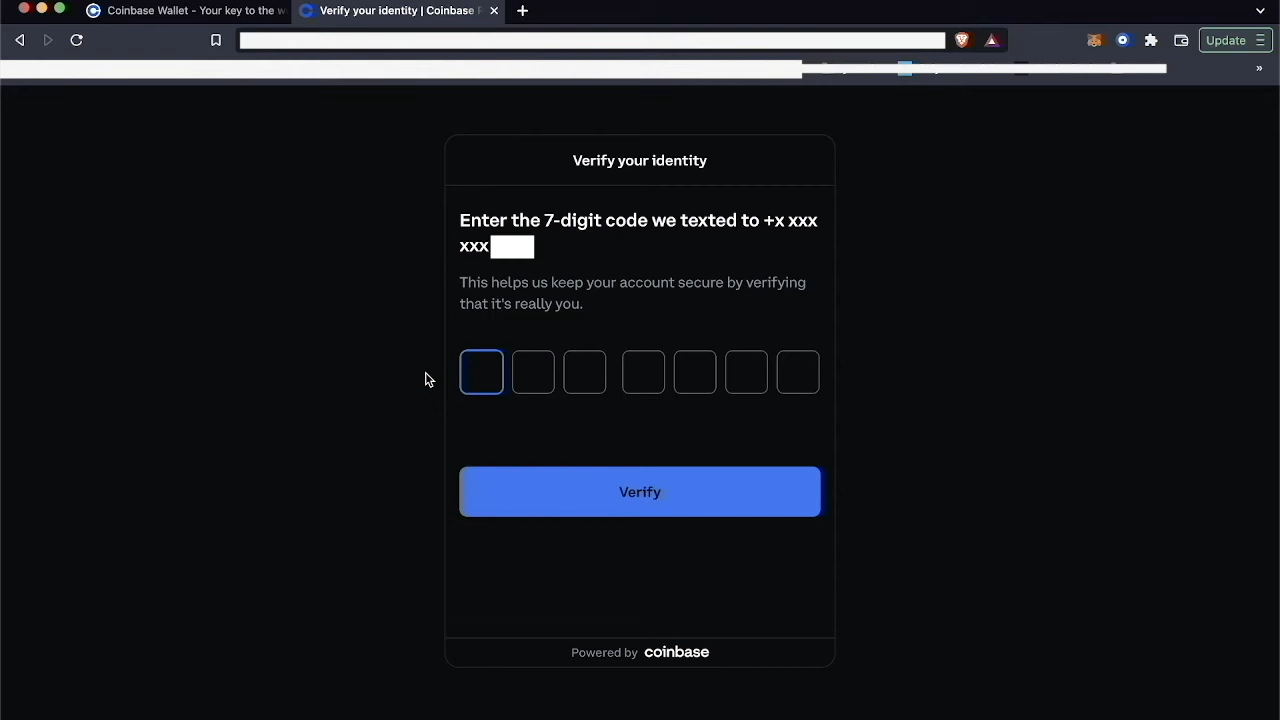 Coinbase Wallet - Your key to the w
Verify your identity | Coinbase
Update
Verify your identity
Enter the 7-digit code we texted to +x xxx
xxx
This helps us keep your account secure by verifying
that it's really you.
Verify
Powered by coinbase